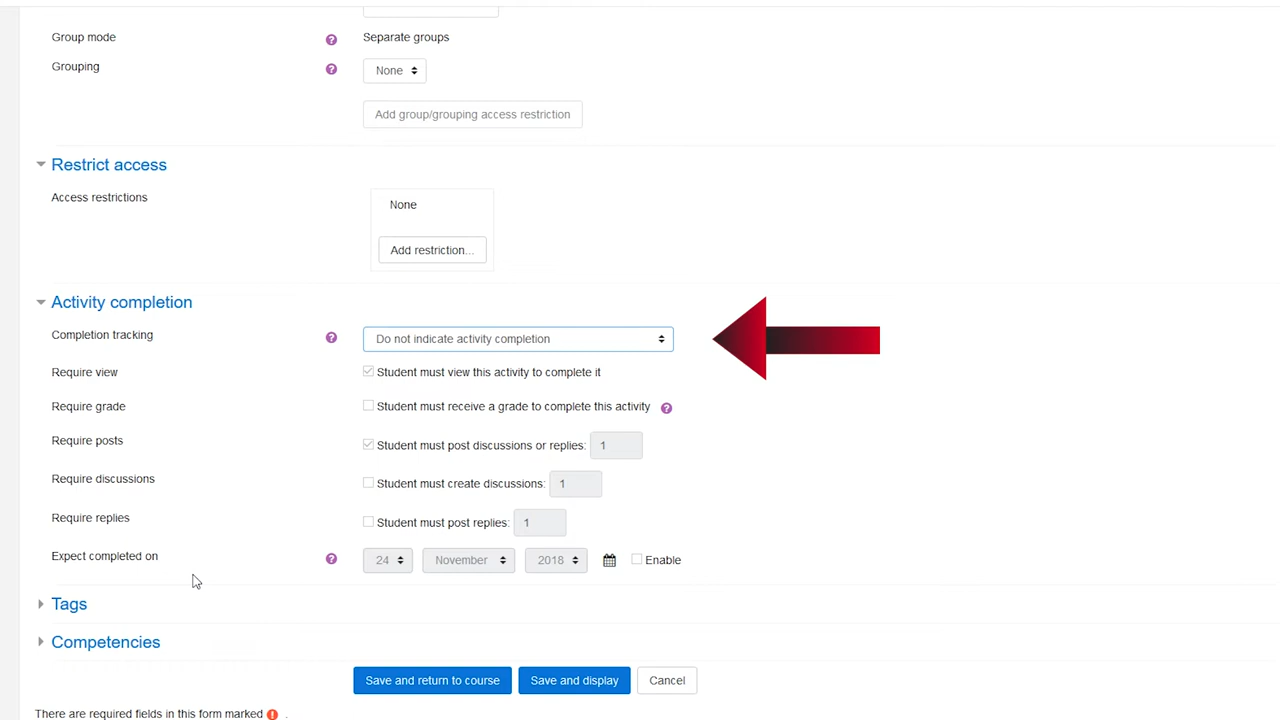 Group mode Separate groups
Grouping None
Add group/grouping access restriction
Restrict access
Access restrictions None
Add restriction...
Activity completion
Completion tracking Do not indicate activity completion
Require view Student must view this activity to complete it
Require grade Student must receive a grade to complete this activity
Require posts Student must post discussions or replies: 1
Require discussions Student must create discussions: 1
Require replies Student must post replies: 1
Expect completed on 24 November 2018 Enable
Tags
Competencies
Save and return to course Save and display Cancel
There are required fields in this form marked .